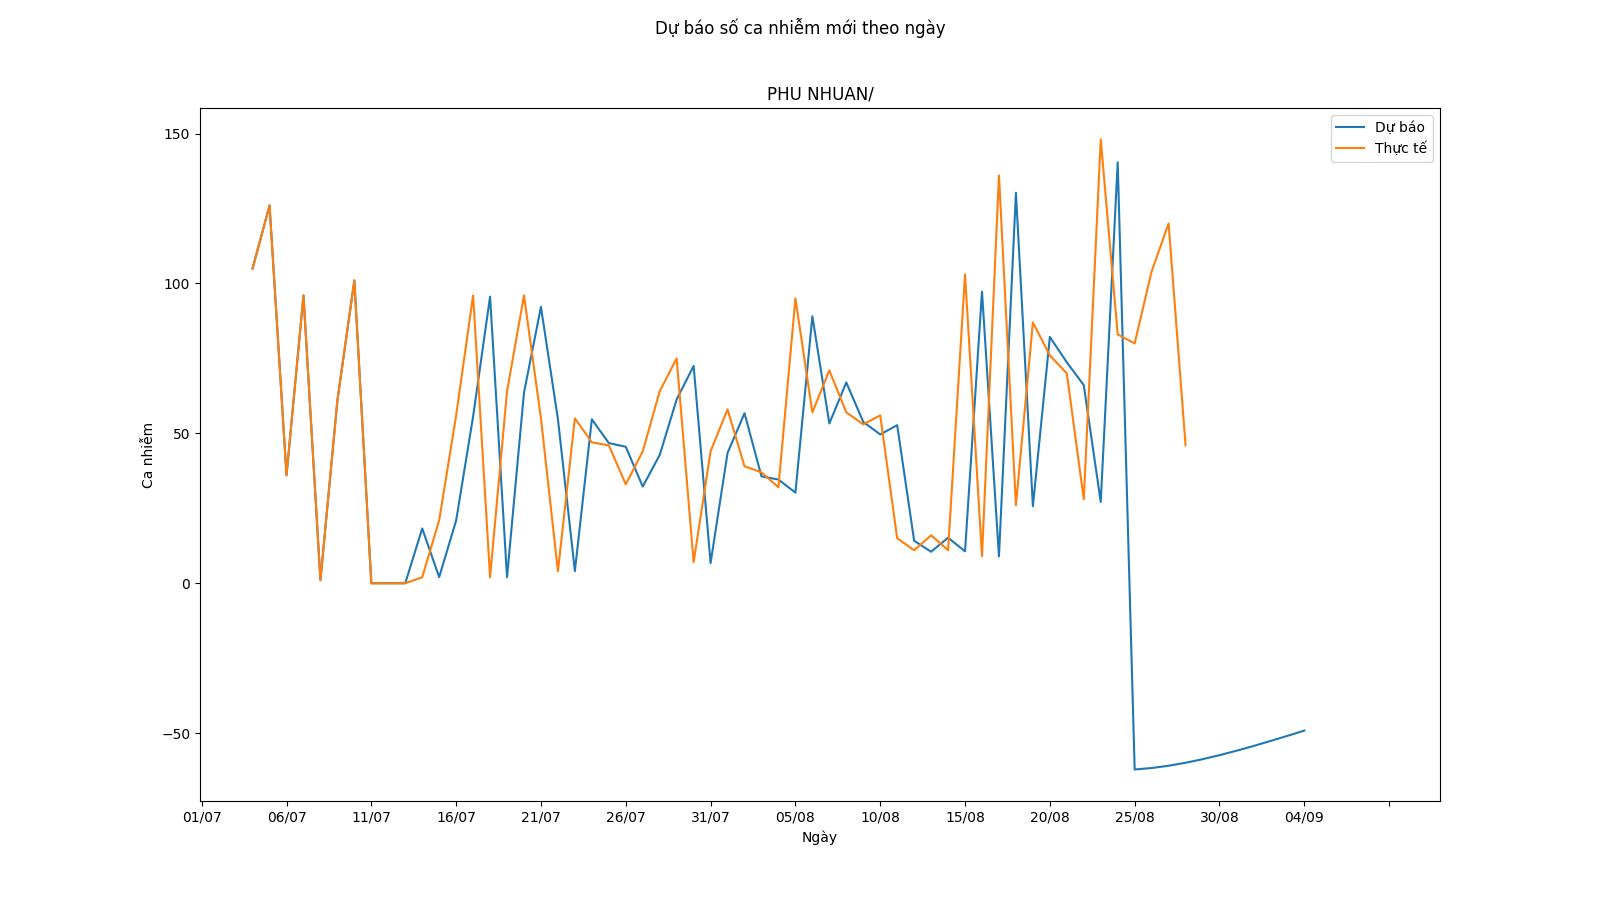 Dự báo số ca nhiễm mới theo ngày
PHU NHUAN/
Dự báo
Thực tế
150
100
50
0
−50
Ca nhiễm
01/07 06/07 11/07 16/07 21/07 26/07 31/07 05/08 10/08 15/08 20/08 25/08 30/08 04/09
Ngày